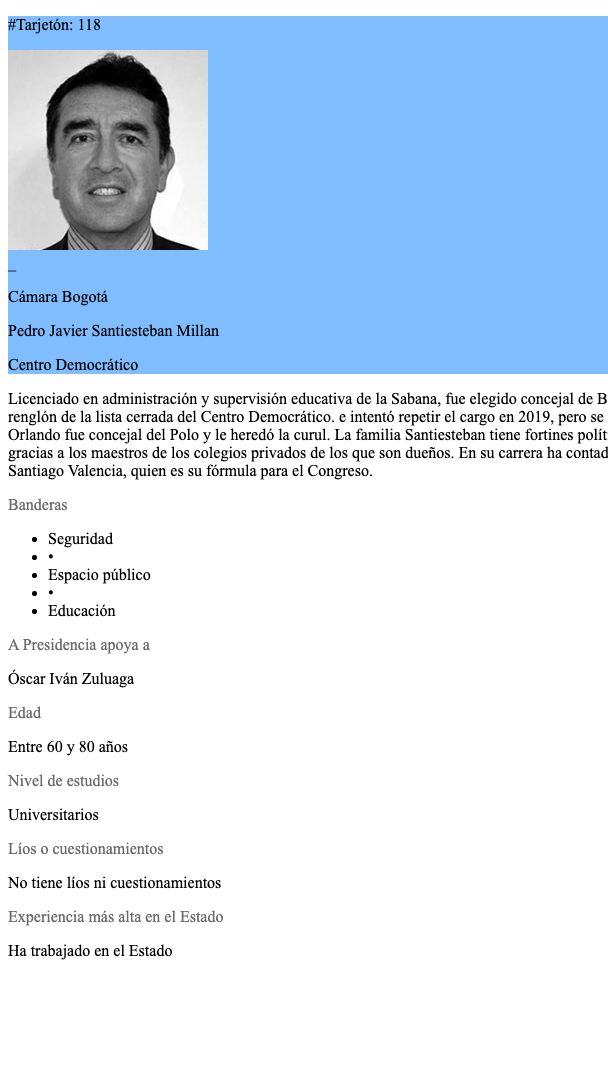 #Tarjetón: 118
_
Cámara Bogotá
Pedro Javier Santiesteban Millan
Centro Democrático
Licenciado en administración y supervisión educativa de la Sabana, fue elegido concejal de B
renglón de la lista cerrada del Centro Democrático. e intentó repetir el cargo en 2019, pero se
Orlando fue concejal del Polo y le heredó la curul. La familia Santiesteban tiene fortines polít
gracias a los maestros de los colegios privados de los que son dueños. En su carrera ha contad
Santiago Valencia, quien es su fórmula para el Congreso.
Banderas
• Seguridad
• •
• Espacio público
• •
• Educación
A Presidencia apoya a
Óscar Iván Zuluaga
Edad
Entre 60 y 80 años
Nivel de estudios
Universitarios
Líos o cuestionamientos
No tiene líos ni cuestionamientos
Experiencia más alta en el Estado
Ha trabajado en el Estado